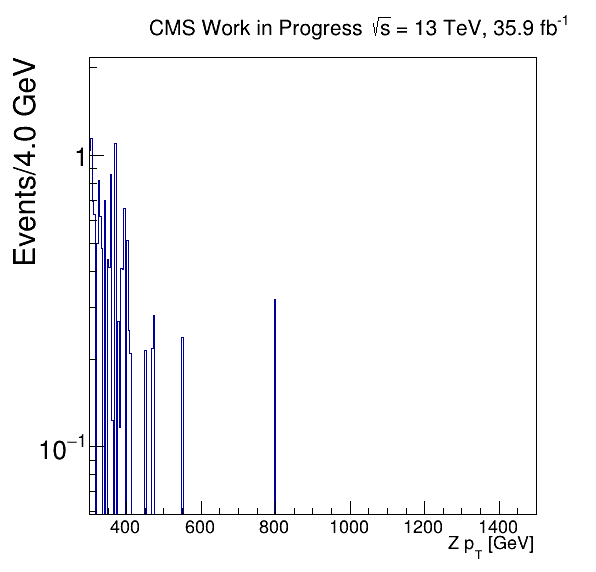 CMS Work in Progress √s = 13 TeV, 35.9 fb⁻¹
Events/4.0 GeV
1
10⁻¹
400 600 800 1000 1200 1400
Z p_T [GeV]